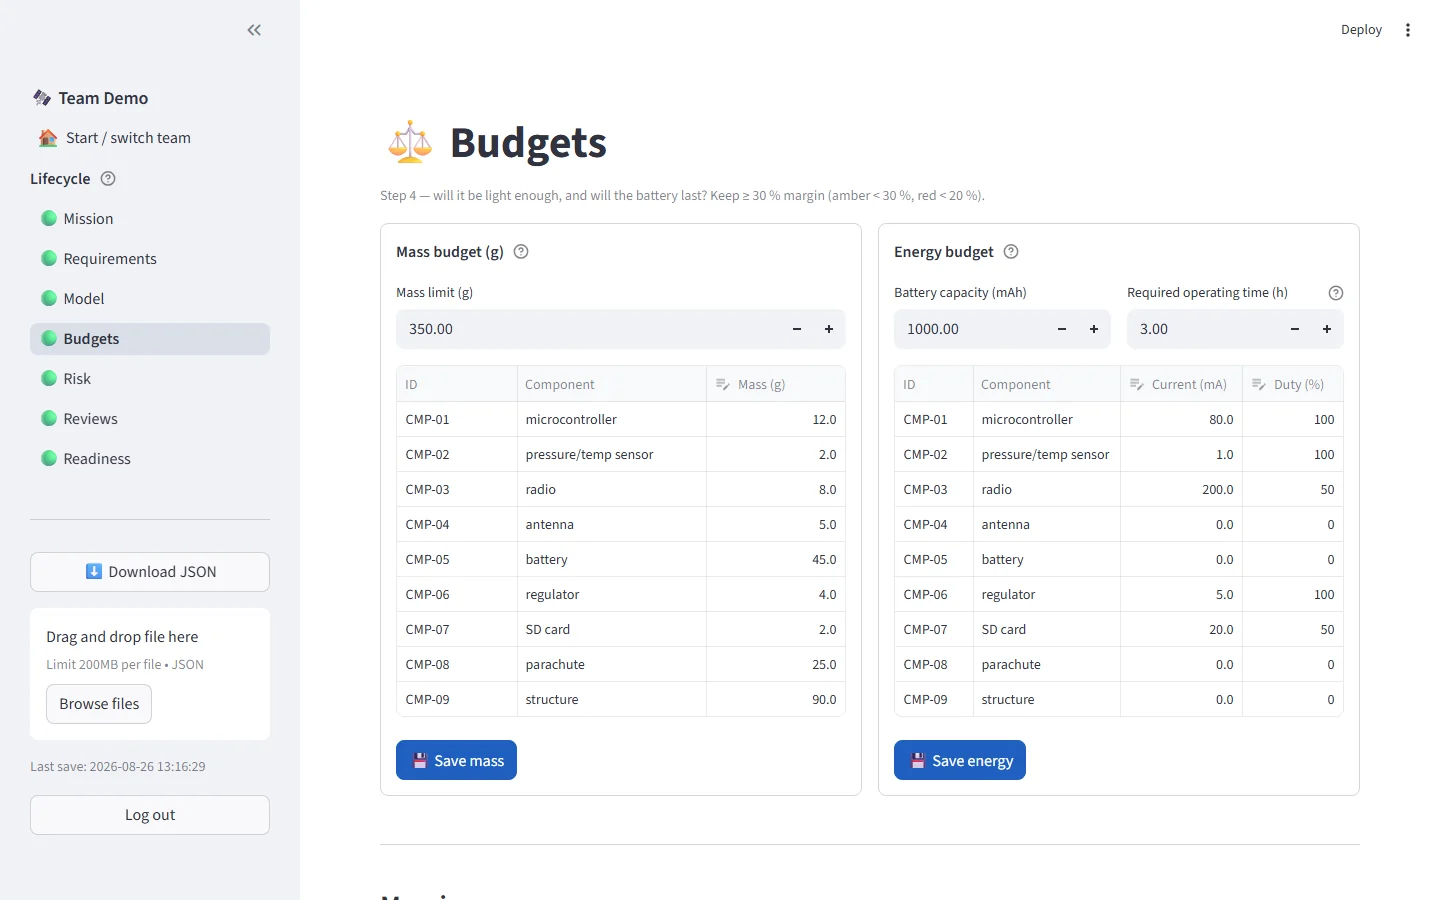 Deploy
Team Demo
Start / switch team
Lifecycle
Mission
Requirements
Model
Budgets
Risk
Reviews
Readiness
Download JSON
Drag and drop file here
Limit 200MB per file • JSON
Browse files
Last save: 2026-08-26 13:16:29
Log out
Budgets
Step 4 — will it be light enough, and will the battery last? Keep ≥ 30 % margin (amber < 30 %, red < 20 %).
Mass budget (g)
Mass limit (g)
350.00
ID Component Mass (g)
CMP-01 microcontroller 12.0
CMP-02 pressure/temp sensor 2.0
CMP-03 radio 8.0
CMP-04 antenna 5.0
CMP-05 battery 45.0
CMP-06 regulator 4.0
CMP-07 SD card 2.0
CMP-08 parachute 25.0
CMP-09 structure 90.0
Save mass
Energy budget
Battery capacity (mAh) Required operating time (h)
1000.00 3.00
ID Component Current (mA) Duty (%)
CMP-01 microcontroller 80.0 100
CMP-02 pressure/temp sensor 1.0 100
CMP-03 radio 200.0 50
CMP-04 antenna 0.0 0
CMP-05 battery 0.0 0
CMP-06 regulator 5.0 100
CMP-07 SD card 20.0 50
CMP-08 parachute 0.0 0
CMP-09 structure 0.0 0
Save energy